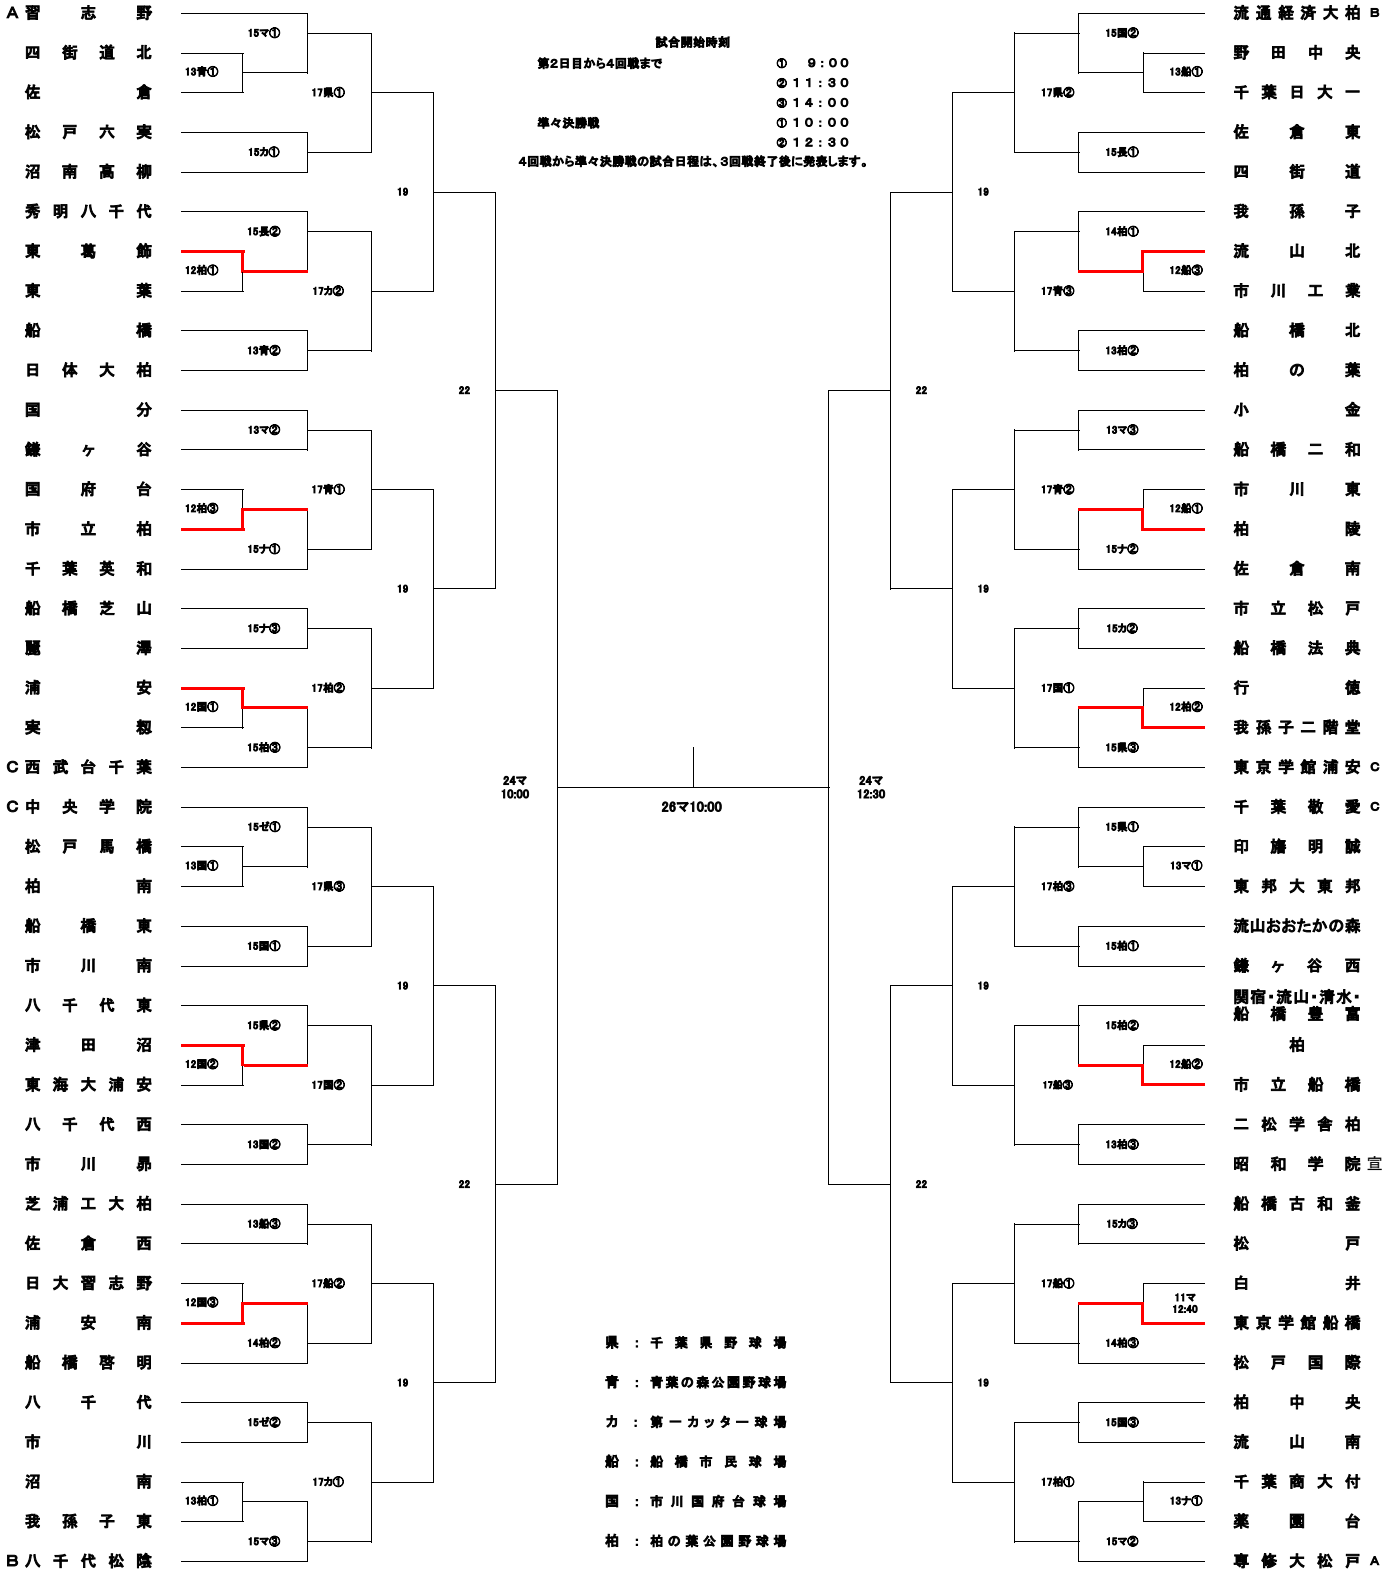 A 習志野
15マ①
四街道北
13青①
佐倉
17県①
松戸六実
15カ①
沼南高柳
19
秀明八千代
15長②
東葛飾
12柏①
東葉
17カ②
船橋
13青②
日体大柏
22
国分
13マ②
鎌ヶ谷
国府台
17青①
12柏③
市立柏
15ナ①
千葉英和
19
船橋芝山
15ナ③
麗澤
浦安
17柏②
12国①
実籾
15柏③
C 西武台千葉
24マ
10:00
C 中央学院
15ゼ①
松戸馬橋
13国①
柏南
17県③
船橋東
15国①
市川南
19
八千代東
15県②
津田沼
12国②
東海大浦安
17国②
八千代西
13国②
市川昴
22
芝浦工大柏
13船③
佐倉西
日大習志野
17船②
12国③
浦安南
14柏②
船橋啓明
19
八千代
15ゼ②
市川
沼南
17カ①
13柏①
我孫子東
15マ③
B 八千代松陰
試合開始時刻
第2日目から4回戦まで ① 9:00
② 11:30
③ 14:00
準々決勝戦 ① 10:00
② 12:30
4回戦から準々決勝戦の試合日程は、3回戦終了後に発表します。
26マ10:00
県:千葉県野球場
青:青葉の森公園野球場
カ:第一カッター球場
船:船橋市民球場
国:市川国府台球場
柏:柏の葉公園野球場
流通経済大柏 B
15国②
野田中央
13船①
千葉日大一
17県②
佐倉東
15長①
四街道
19
我孫子
14柏①
流山北
12船③
市川工業
17青③
船橋北
13柏②
柏の葉
22
小金
13マ③
船橋二和
市川東
17青②
12船①
柏陵
15ナ②
佐倉南
19
市立松戸
15カ②
船橋法典
行徳
17国①
12柏②
我孫子二階堂
15県③
東京学館浦安 C
24マ
12:30
千葉敬愛 C
15県①
印旛明誠
13マ①
東邦大東邦
17柏③
流山おおたかの森
15柏①
鎌ヶ谷西
19
関宿・流山・清水・
船橋豊富
15柏②
柏
12船②
市立船橋
17船③
二松学舎柏
13柏③
昭和学院 宣
22
船橋古和釜
15カ③
松戸
白井
17船①
11マ
12:40
東京学館船橋
14柏③
松戸国際
19
柏中央
15国③
流山南
千葉商大付
17柏①
13ナ①
薬園台
15マ②
専修大松戸 A